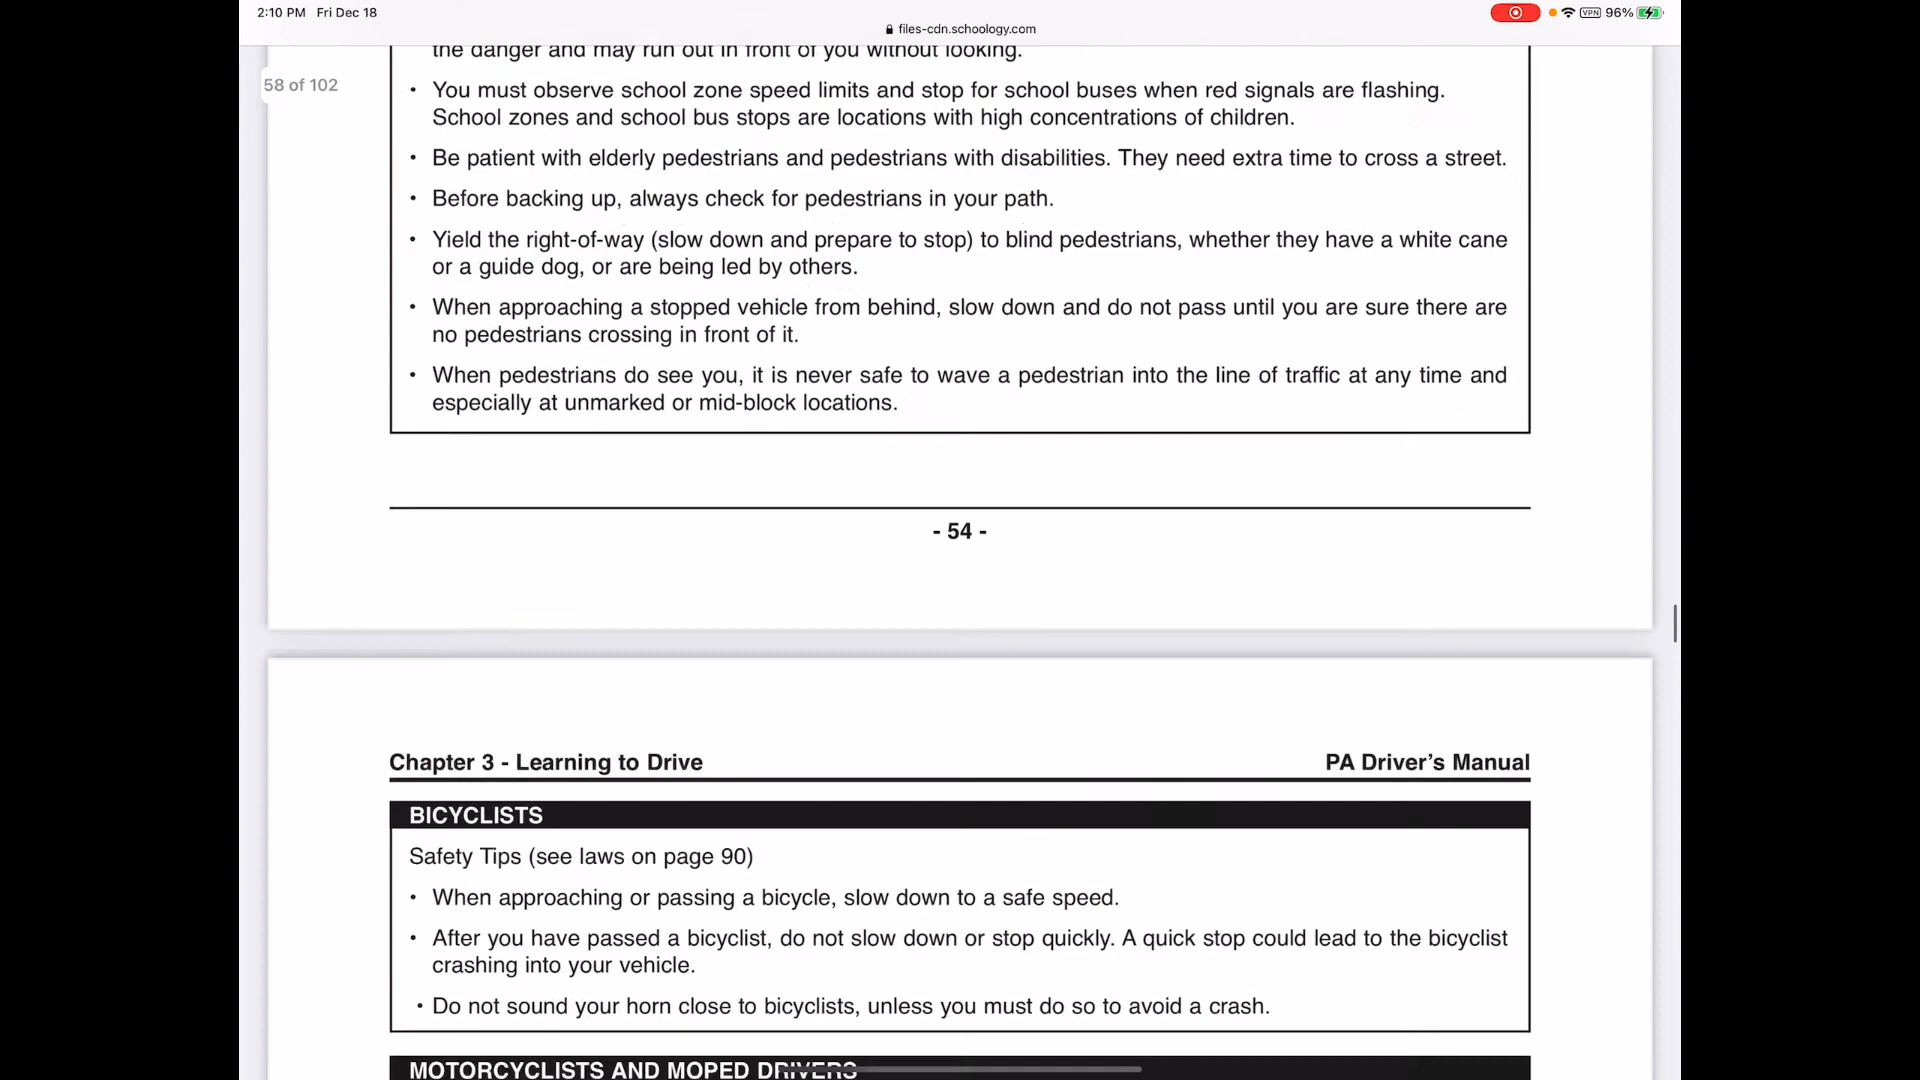 2:10 PM Fri Dec 18
VPN 96%
files-cdn.schoology.com
the danger and may run out in front of you without looking.
58 of 102
• You must observe school zone speed limits and stop for school buses when red signals are flashing.
School zones and school bus stops are locations with high concentrations of children.
• Be patient with elderly pedestrians and pedestrians with disabilities. They need extra time to cross a street.
• Before backing up, always check for pedestrians in your path.
• Yield the right-of-way (slow down and prepare to stop) to blind pedestrians, whether they have a white cane
or a guide dog, or are being led by others.
• When approaching a stopped vehicle from behind, slow down and do not pass until you are sure there are
no pedestrians crossing in front of it.
• When pedestrians do see you, it is never safe to wave a pedestrian into the line of traffic at any time and
especially at unmarked or mid-block locations.
- 54 -
Chapter 3 - Learning to Drive PA Driver's Manual
BICYCLISTS
Safety Tips (see laws on page 90)
• When approaching or passing a bicycle, slow down to a safe speed.
• After you have passed a bicyclist, do not slow down or stop quickly. A quick stop could lead to the bicyclist
crashing into your vehicle.
• Do not sound your horn close to bicyclists, unless you must do so to avoid a crash.
MOTORCYCLISTS AND MOPED DRIVERS